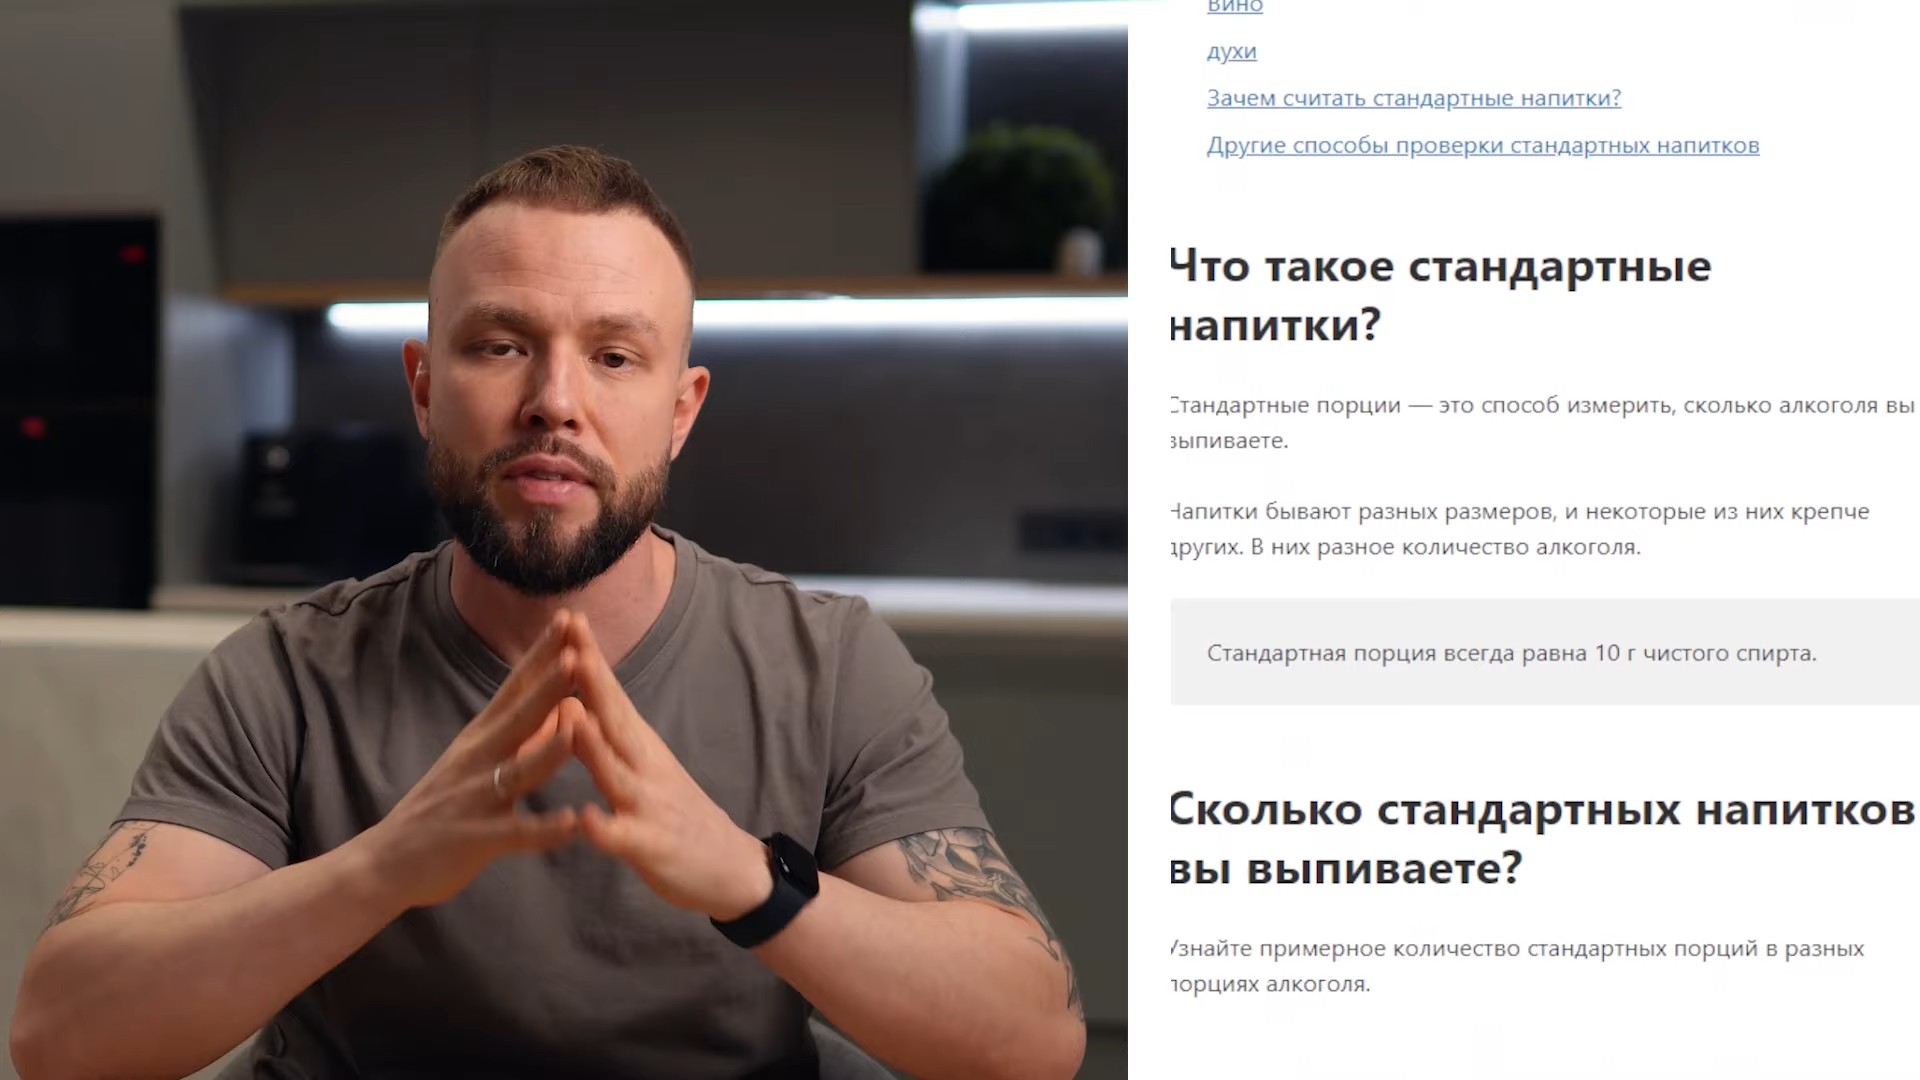 Вино
духи
Зачем считать стандартные напитки?
Другие способы проверки стандартных напитков
Что такое стандартные
напитки?
Стандартные порции — это способ измерить, сколько алкоголя вы
выпиваете.
Напитки бывают разных размеров, и некоторые из них крепче
других. В них разное количество алкоголя.
Стандартная порция всегда равна 10 г чистого спирта.
Сколько стандартных напитков
вы выпиваете?
Узнайте примерное количество стандартных порций в разных
порциях алкоголя.